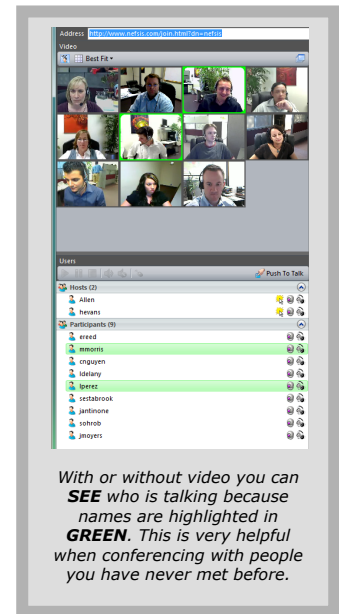 Address http://www.nefsis.com/join.html?dn=nefsis
Video
Best Fit
Users
Push To Talk
Hosts (2)
Allen
hevans
Participants (9)
ereed
mmorris
cnguyen
ldelany
lperez
sestabrook
jantinone
sohrob
jmoyers
With or without video you can
SEE who is talking because
names are highlighted in
GREEN. This is very helpful
when conferencing with people
you have never met before.